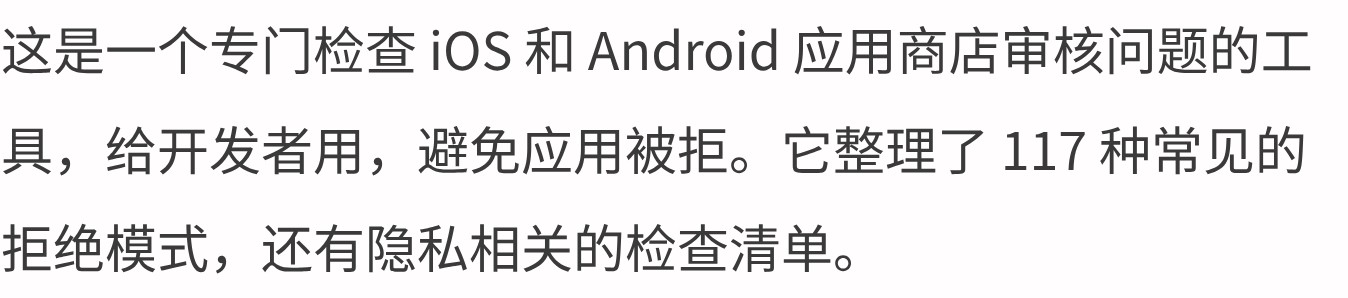 这是一个专门检查 iOS 和 Android 应用商店审核问题的工
具，给开发者用，避免应用被拒。它整理了 117 种常见的
拒绝模式，还有隐私相关的检查清单。